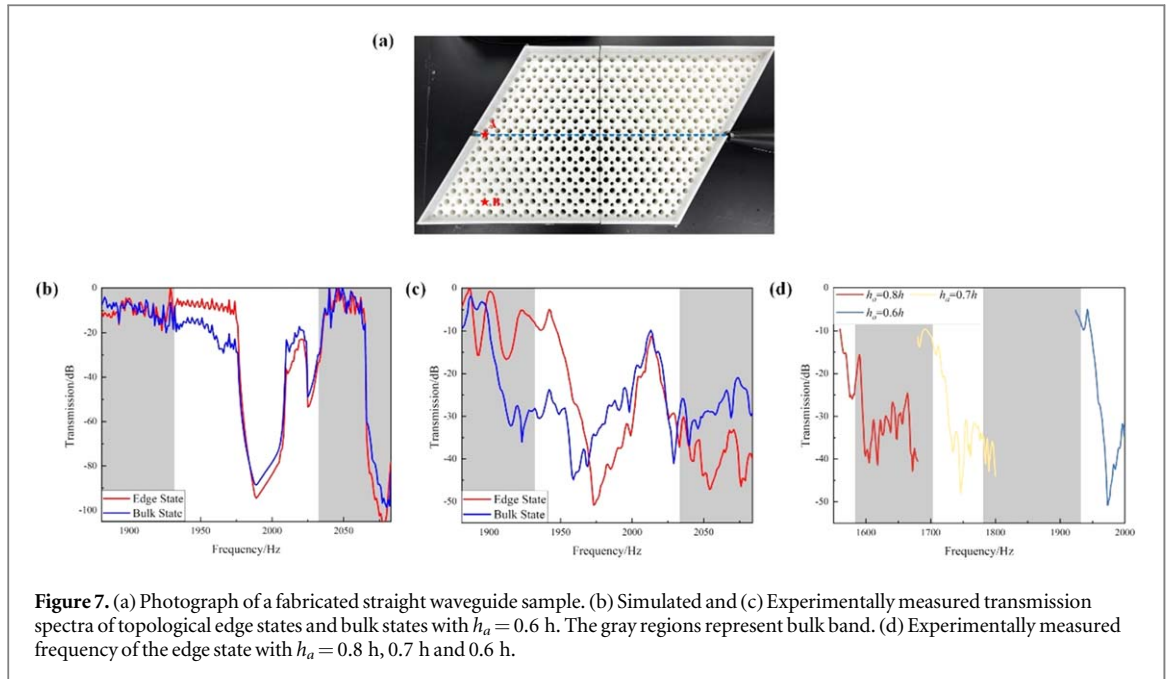 (a)
A
B
(b)
(c)
(d)
0
-20
-40
-60
-80
-100
Transmission/dB
Edge State
Bulk State
1900
1950
2000
2050
Frequency/Hz
0
-10
-20
-30
-40
-50
Transmission/dB
Edge State
Bulk State
1900
1950
2000
2050
Frequency/Hz
0
-10
-20
-30
-40
-50
Transmission/dB
hₐ=0.8h
hₐ=0.7h
hₐ=0.6h
1600
1700
1800
1900
2000
Frequency/Hz
Figure 7. (a) Photograph of a fabricated straight waveguide sample. (b) Simulated and (c) Experimentally measured transmission
spectra of topological edge states and bulk states with hₐ = 0.6 h. The gray regions represent bulk band. (d) Experimentally measured
frequency of the edge state with hₐ = 0.8 h, 0.7 h and 0.6 h.